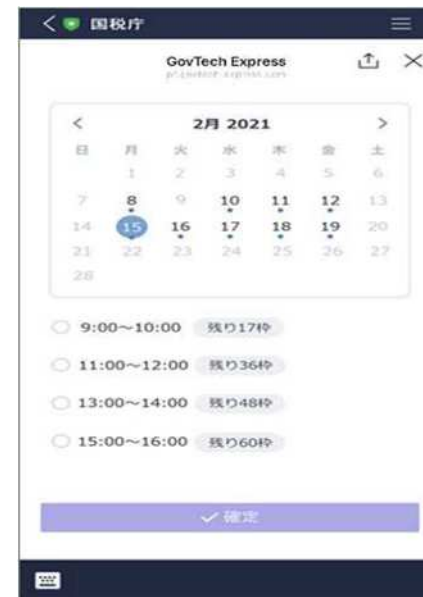 国税庁
GovTech Express
< 2月 2021 >
日 月 火 水 木 金 土
1 2 3 4 5 6
7 8 9 10 11 12 13
14 15 16 17 18 19 20
21 22 23 24 25 26 27
28
9:00～10:00 残り17枠
11:00～12:00 残り36枠
13:00～14:00 残り48枠
15:00～16:00 残り60枠
✓確定